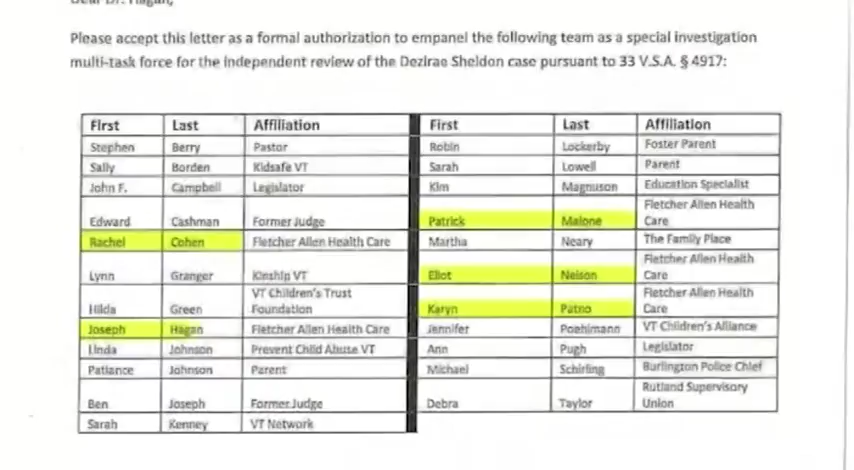 Dear Dr. Hagan,
Please accept this letter as a formal authorization to empanel the following team as a special investigation
multi-task force for the independent review of the Dezirae Sheldon case pursuant to 33 V.S.A. § 4917:
First Last Affiliation First Last Affiliation
Stephen Berry Pastor Robin Lockerby Foster Parent
Sally Borden Kidsafe VT Sarah Lowell Parent
John F. Campbell Legislator Kim Magnuson Education Specialist
Edward Cashman Former Judge Patrick Malone Fletcher Allen Health Care
Rachel Cohen Fletcher Allen Health Care Martha Neary The Family Place
Lynn Granger Kinship VT Eliot Nelson Fletcher Allen Health Care
Hilda Green VT Children's Trust Foundation Karyn Patno Fletcher Allen Health Care
Joseph Hagan Fletcher Allen Health Care Jennifer Poehlmann VT Children's Alliance
Linda Johnson Prevent Child Abuse VT Ann Pugh Legislator
Patiance Johnson Parent Michael Schirling Burlington Police Chief
Ben Joseph Former Judge Debra Taylor Rutland Supervisory Union
Sarah Kenney VT Network